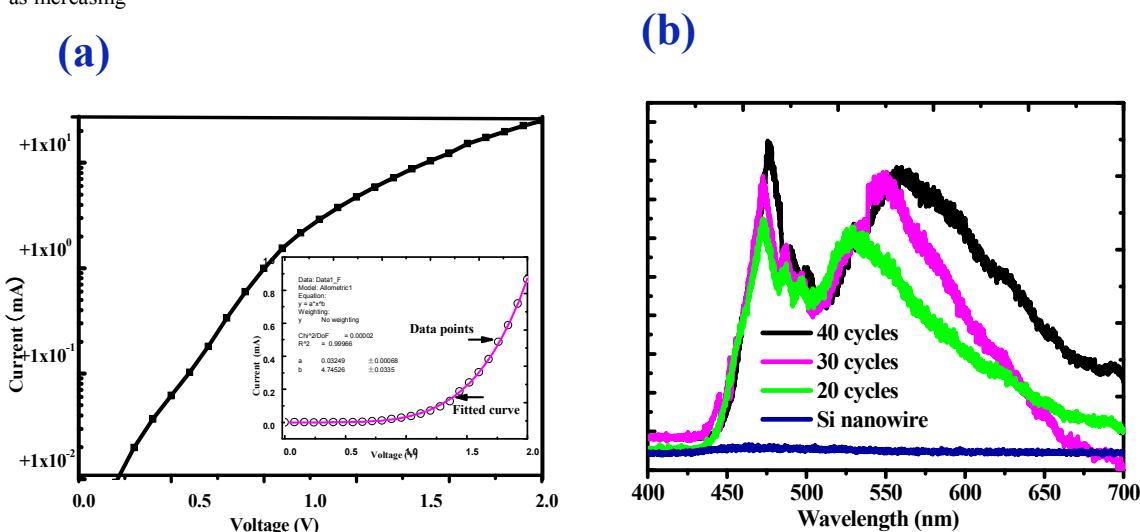 as increasing
(a)
(b)
+1x10^1
+1x10^0
+1x10^-1
+1x10^-2
Current (mA)
0.0 0.5 1.0 1.5 2.0
Voltage (V)
1.0
0.8
0.6
0.4
0.2
0.0
Current (mA)
Data: Data1_F
Model: Allometric1
Equation:
y = a*x^b
Weighting:
y No weighting
Chi^2/DoF = 0.00002
R^2 = 0.99966
a 0.03249 ±0.00068
b 4.74526 ±0.0335
Data points
Fitted curve
0.0 0.5 1.0 1.5 2.0
Voltage (V)
40 cycles
30 cycles
20 cycles
Si nanowire
400 450 500 550 600 650 700
Wavelength (nm)